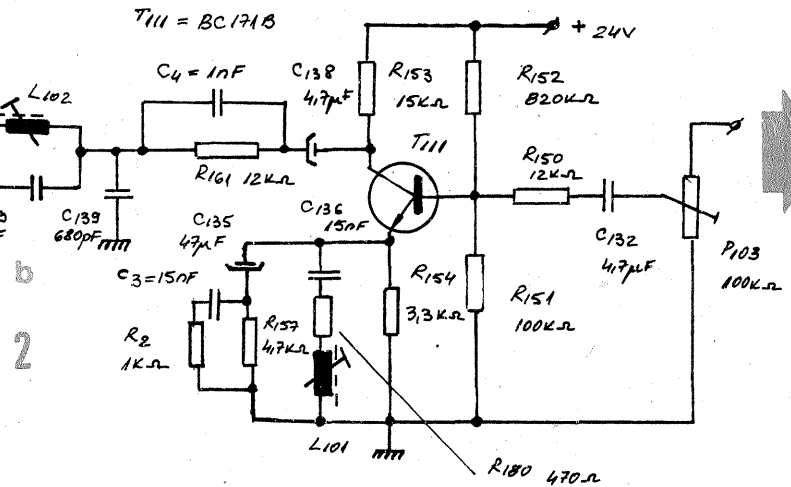 T111 = BC171B
+ 24V
C4 = 1nF
C138
4,7µF
R153
15KΩ
R152
820KΩ
L102
T111
R150
12KΩ
R161 12KΩ
C139
680pF
C135
47µF
C136
15nF
C132
4,7µF
P103
100KΩ
b
C3=15nF
R154
3,3KΩ
R151
100KΩ
2
R2
1KΩ
R157
4,7KΩ
L101
R180 470Ω